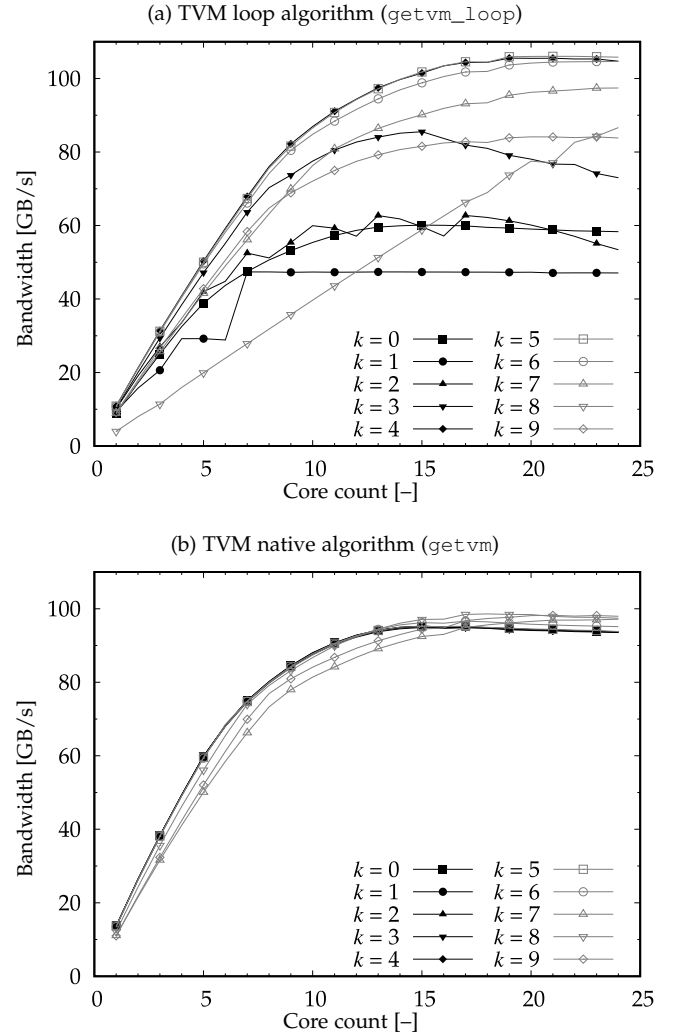 (a) TVM loop algorithm (getvm_loop)
100
80
60
40
20
0
Bandwidth [GB/s]
k = 0
k = 1
k = 2
k = 3
k = 4
k = 5
k = 6
k = 7
k = 8
k = 9
0 5 10 15 20 25
Core count [–]
(b) TVM native algorithm (getvm)
100
80
60
40
20
0
Bandwidth [GB/s]
k = 0
k = 1
k = 2
k = 3
k = 4
k = 5
k = 6
k = 7
k = 8
k = 9
0 5 10 15 20 25
Core count [–]